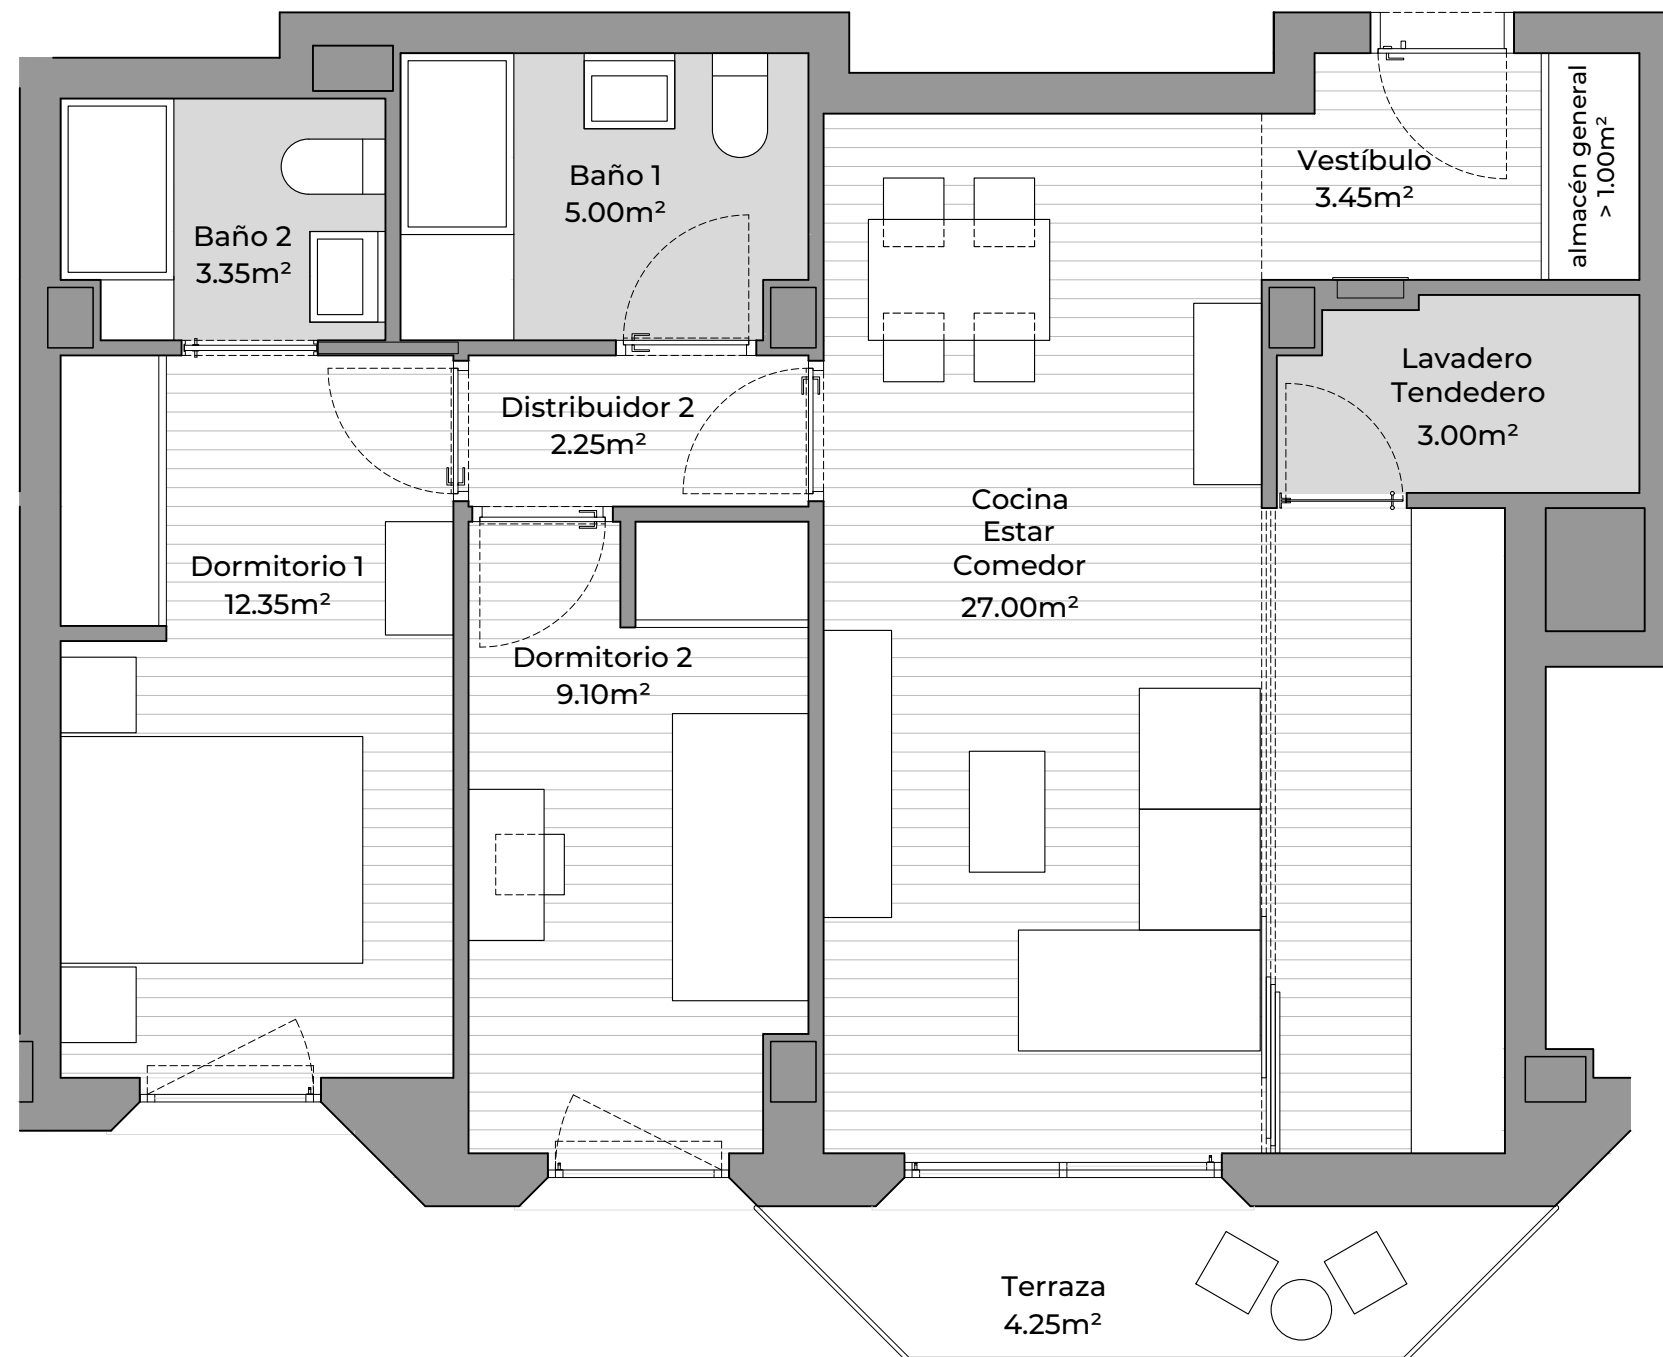 Baño 1
5.00m²
Vestíbulo
3.45m²
almacén general
> 1.00m²
Baño 2
3.35m²
Lavadero
Tendedero
3.00m²
Distribuidor 2
2.25m²
Cocina
Estar
Comedor
27.00m²
Dormitorio 1
12.35m²
Dormitorio 2
9.10m²
Terraza
4.25m²